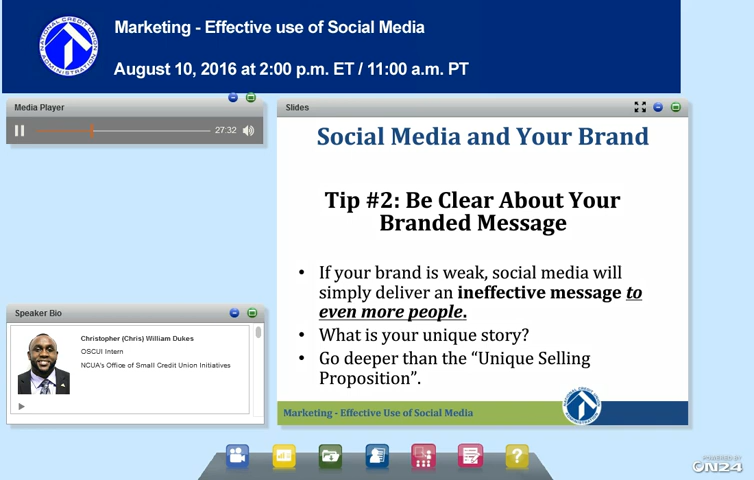 Marketing - Effective use of Social Media
August 10, 2016 at 2:00 p.m. ET / 11:00 a.m. PT
NATIONAL CREDIT UNION ADMINISTRATION
Media Player
27:32
Slides
Social Media and Your Brand
Tip #2: Be Clear About Your
Branded Message
• If your brand is weak, social media will
simply deliver an ineffective message to
even more people.
• What is your unique story?
• Go deeper than the “Unique Selling
Proposition”.
Marketing - Effective Use of Social Media
Speaker Bio
Christopher (Chris) William Dukes
OSCUI Intern
NCUA's Office of Small Credit Union Initiatives
?
POWERED BY
ON24